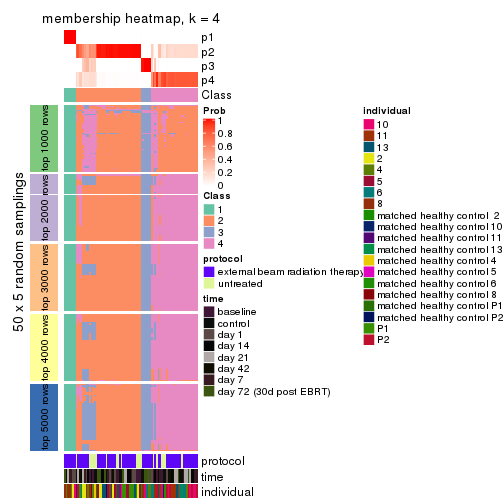 membership heatmap, k = 4
p1
p2
p3
p4
Class
50 x 5 random samplings
top 1000 rows
top 2000 rows
top 3000 rows
top 4000 rows
top 5000 rows
protocol
time
individual
Prob
1
0.8
0.6
0.4
0.2
0
Class
1
2
3
4
protocol
external beam radiation therapy
untreated
time
baseline
control
day 1
day 14
day 21
day 42
day 7
day 72 (30d post EBRT)
individual
10
11
13
2
4
5
6
8
matched healthy control 2
matched healthy control 10
matched healthy control 11
matched healthy control 13
matched healthy control 4
matched healthy control 5
matched healthy control 6
matched healthy control 8
matched healthy control P1
matched healthy control P2
P1
P2